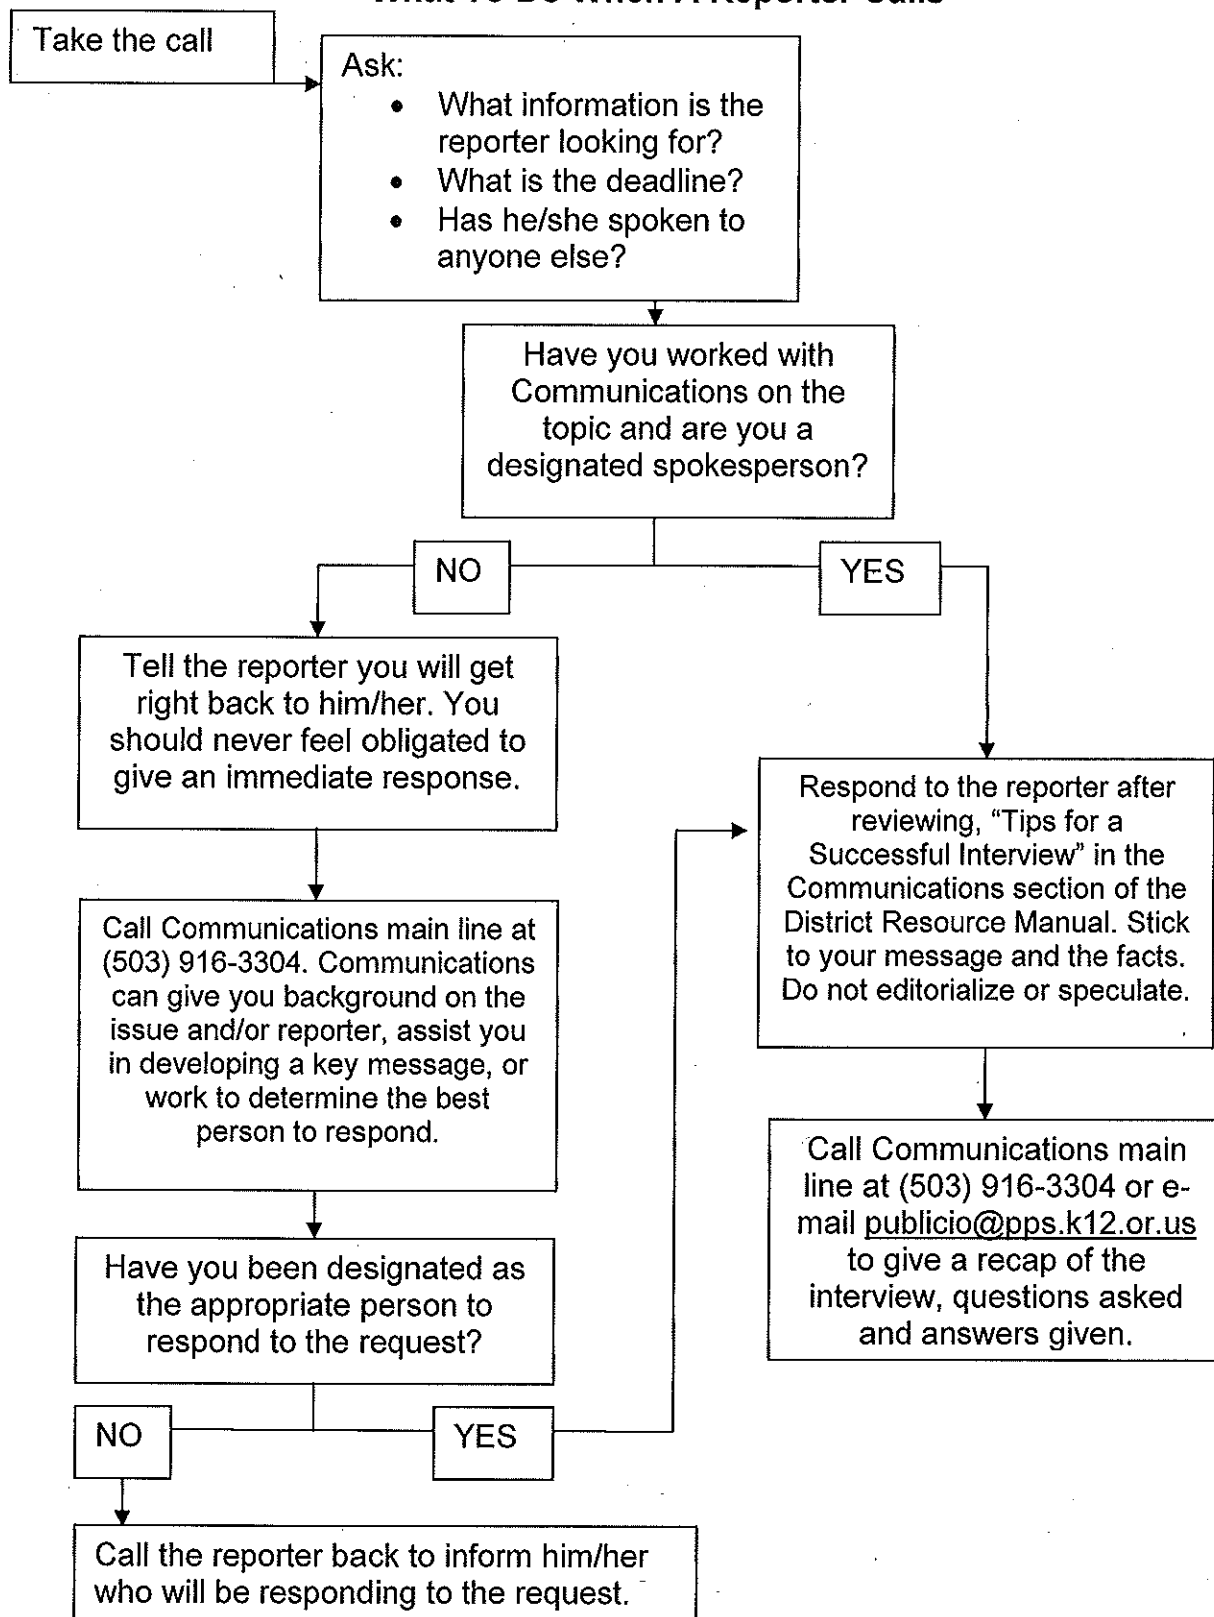 What To Do When A Reporter Calls
Take the call
Ask:
• What information is the
reporter looking for?
• What is the deadline?
• Has he/she spoken to
anyone else?
Have you worked with
Communications on the
topic and are you a
designated spokesperson?
NO
YES
Tell the reporter you will get
right back to him/her. You
should never feel obligated to
give an immediate response.
Call Communications main line at
(503) 916-3304. Communications
can give you background on the
issue and/or reporter, assist you
in developing a key message, or
work to determine the best
person to respond.
Have you been designated as
the appropriate person to
respond to the request?
NO
YES
Call the reporter back to inform him/her
who will be responding to the request.
Respond to the reporter after
reviewing, “Tips for a
Successful Interview” in the
Communications section of the
District Resource Manual. Stick
to your message and the facts.
Do not editorialize or speculate.
Call Communications main
line at (503) 916-3304 or e-
mail publicio@pps.k12.or.us
to give a recap of the
interview, questions asked
and answers given.